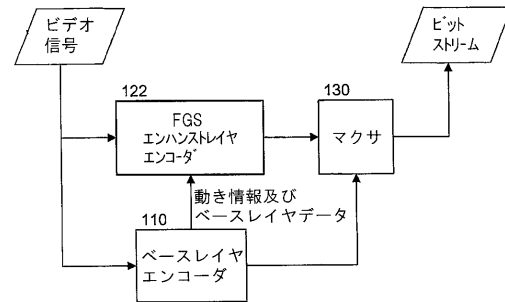 ビデオ
信号
ビット
ストリーム
122
FGS
エンハンストレイヤ
エンコーダ
130
マクサ
動き情報及び
ベースレイヤデータ
110
ベースレイヤ
エンコーダ